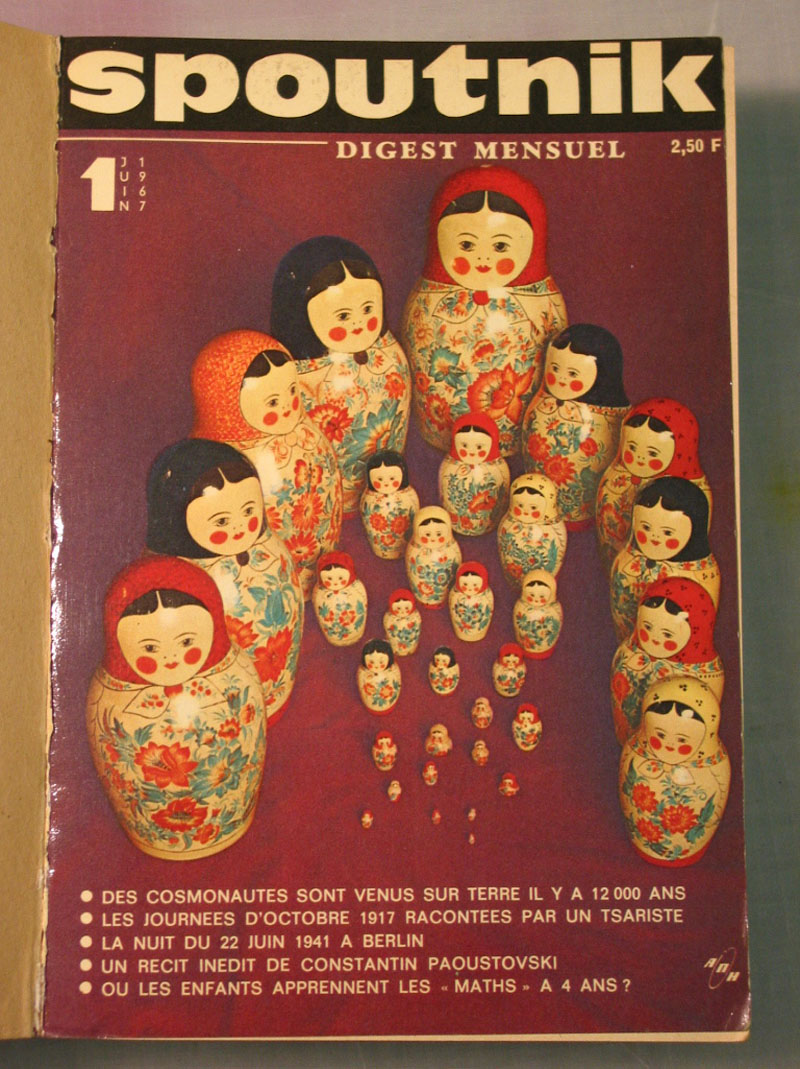 spoutnik
DIGEST MENSUEL 2,50 F
1 JUIN 1967
• DES COSMONAUTES SONT VENUS SUR TERRE IL Y A 12 000 ANS
• LES JOURNEES D'OCTOBRE 1917 RACONTEES PAR UN TSARISTE
• LA NUIT DU 22 JUIN 1941 A BERLIN
• UN RECIT INEDIT DE CONSTANTIN PAOUSTOVSKI
• OU LES ENFANTS APPRENNENT LES « MATHS » A 4 ANS ?